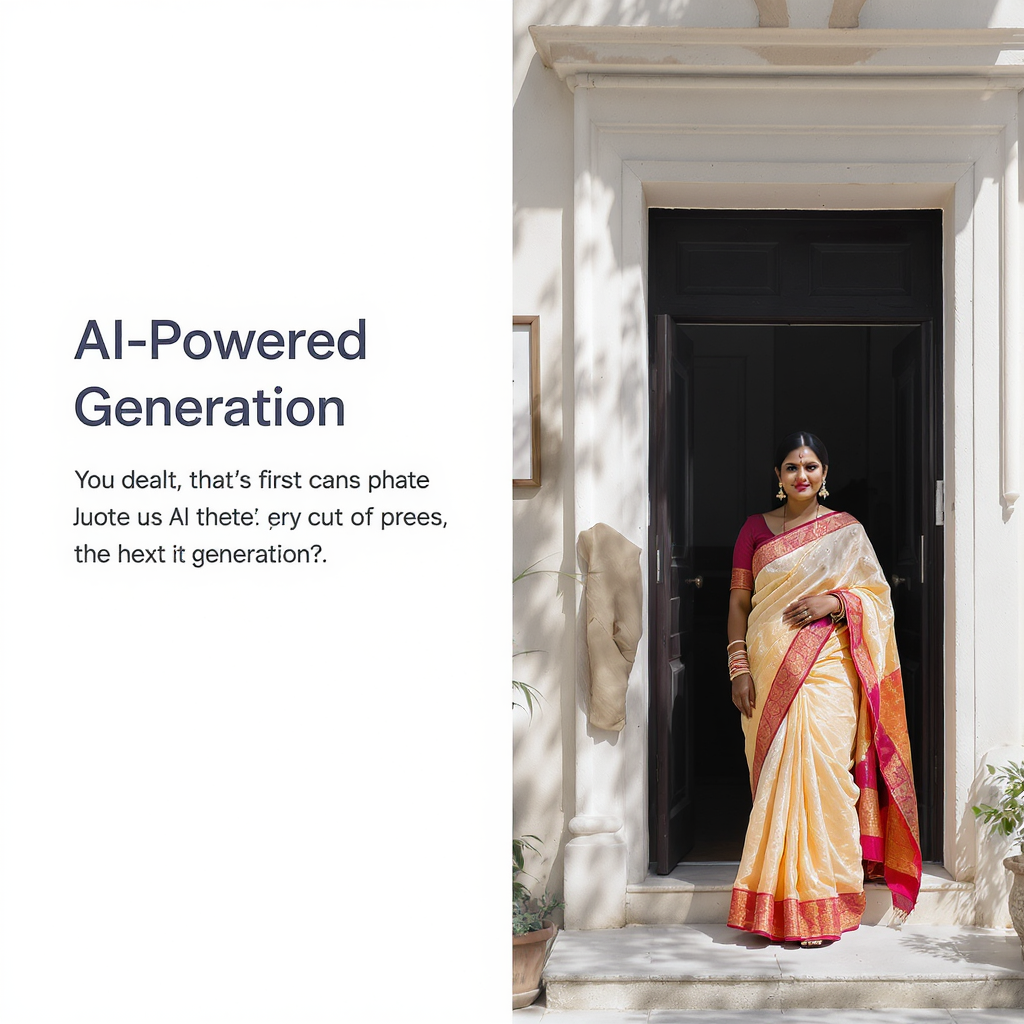 AI-Powered
Generation
You dealt, that's first cans phate
Juote us AI thete'. ery cut of prees,
the hext it generation?.